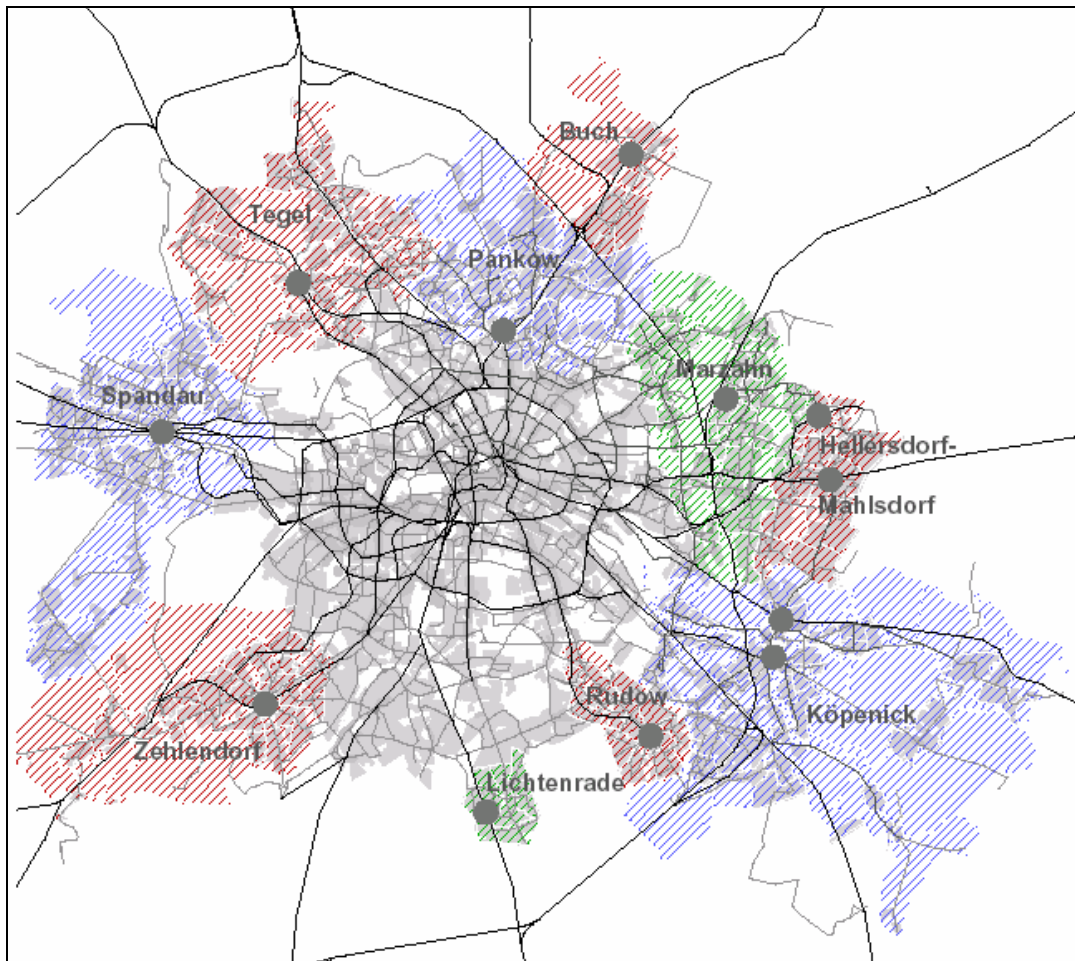 Buch
Tegel
Pankow
Marzahn
Spandau
Hellersdorf-
Mahlsdorf
Rudow
Köpenick
Zehlendorf
Lichtenrade